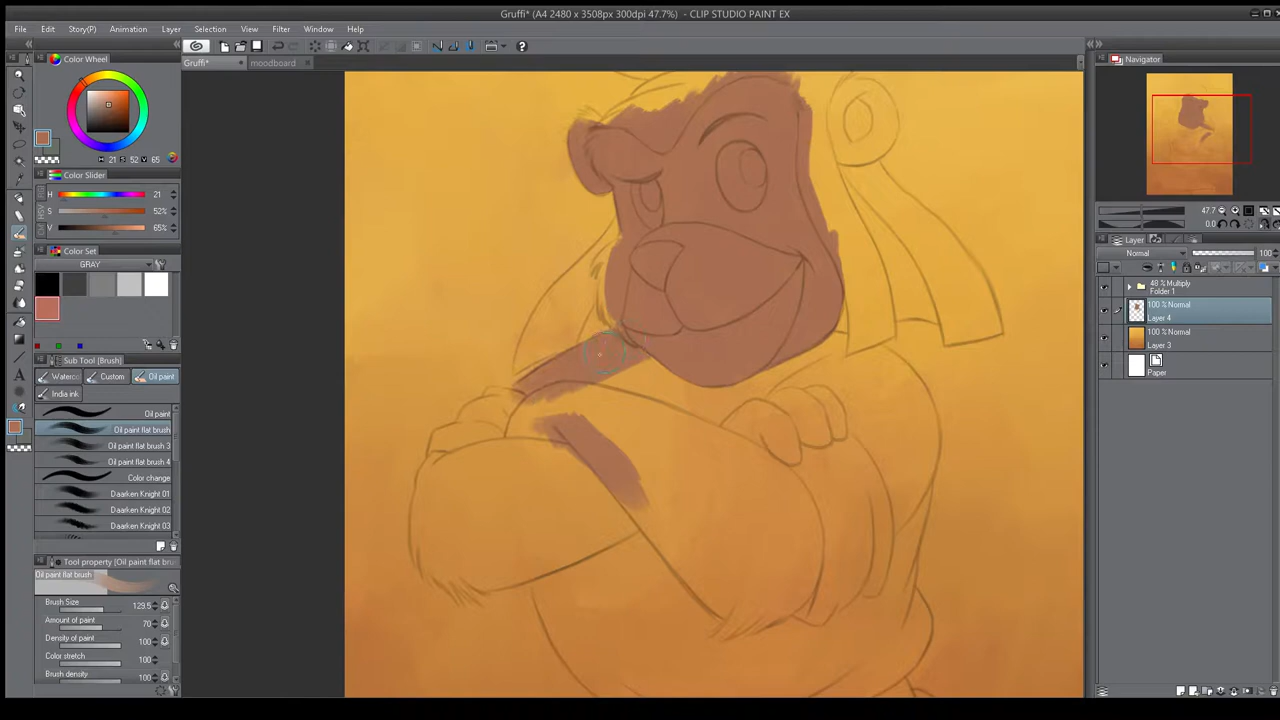 Gruffi* (A4 2480 x 3508px 300dpi 47.7%) - CLIP STUDIO PAINT EX
File Edit Story(P) Animation Layer Selection View Filter Window Help
Gruffi* moodboard
Color Wheel
H 21 S 52 V 65
Color Slider
H 21
S 52%
V 65%
Color Set
GRAY
Sub Tool [Brush]
Waterco Custom Oil paint
India ink
Oil paint
Oil paint flat brush
Oil paint flat brush 3
Oil paint flat brush 4
Color change
Daarken Knight 01
Daarken Knight 02
Daarken Knight 03
Tool property [Oil paint flat bru
Oil paint flat brush
Brush Size 129.5
Amount of paint 70
Density of paint 100
Color stretch 100
Brush density 100
Navigator
47.7
0.0
Layer
Normal 100
48 % Multiply
Folder 1
100 % Normal
Layer 4
100 % Normal
Layer 3
Paper